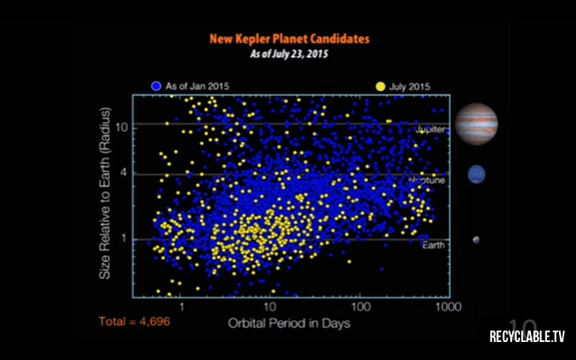 New Kepler Planet Candidates
As of July 23, 2015
As of Jan 2015
July 2015
Size Relative to Earth (Radius)
10
Jupiter
4
Neptune
1
Earth
1
10
100
1000
Orbital Period in Days
Total = 4,696
10
RECYCLABLE.TV